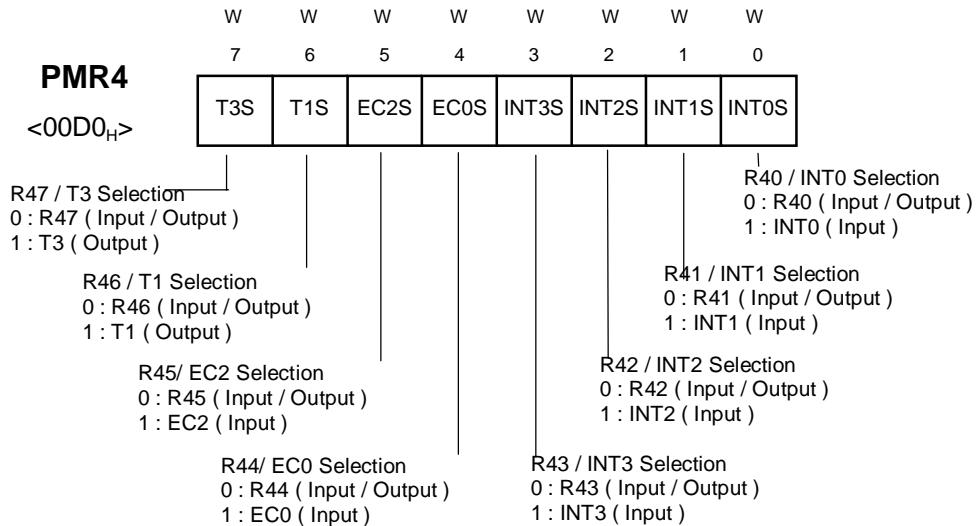 W W W W W W W W
7 6 5 4 3 2 1 0
PMR4
<00D0H>
T3S T1S EC2S EC0S INT3S INT2S INT1S INT0S
R47 / T3 Selection
0 : R47 ( Input / Output )
1 : T3 ( Output )
R40 / INT0 Selection
0 : R40 ( Input / Output )
1 : INT0 ( Input )
R46 / T1 Selection
0 : R46 ( Input / Output )
1 : T1 ( Output )
R41 / INT1 Selection
0 : R41 ( Input / Output )
1 : INT1 ( Input )
R45/ EC2 Selection
0 : R45 ( Input / Output )
1 : EC2 ( Input )
R42 / INT2 Selection
0 : R42 ( Input / Output )
1 : INT2 ( Input )
R44/ EC0 Selection
0 : R44 ( Input / Output )
1 : EC0 ( Input )
R43 / INT3 Selection
0 : R43 ( Input / Output )
1 : INT3 ( Input )